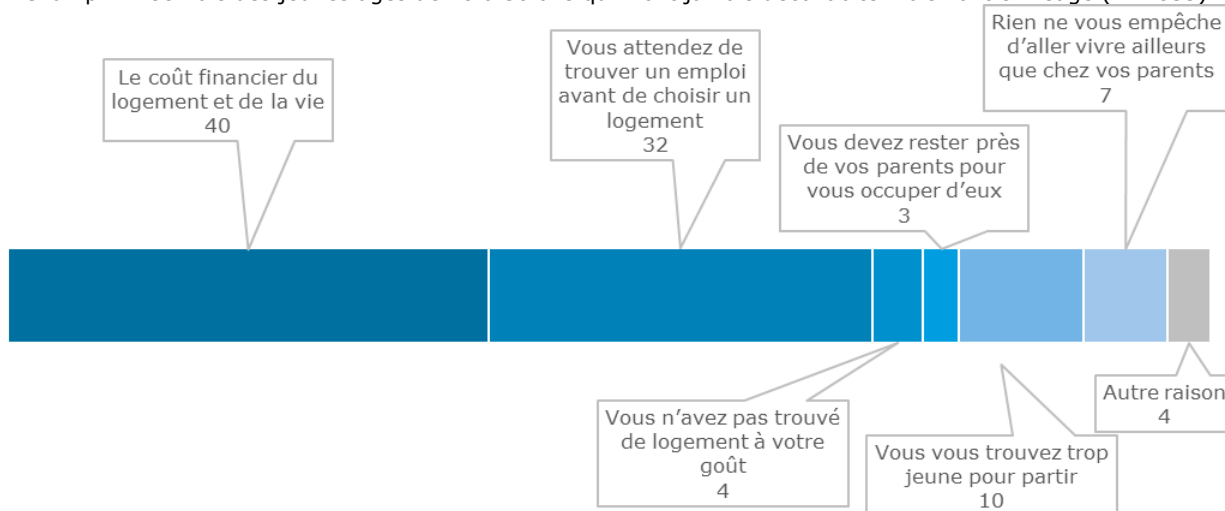 Le coût financier du
logement et de la vie
40
Vous attendez de
trouver un emploi
avant de choisir un
logement
32
Vous devez rester près
de vos parents pour
vous occuper d'eux
3
Rien ne vous empêche
d'aller vivre ailleurs
que chez vos parents
7
Vous n'avez pas trouvé
de logement à votre
goût
4
Vous vous trouvez trop
jeune pour partir
10
Autre raison
4